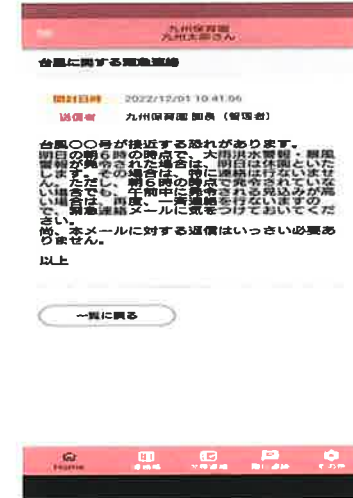 九州保育園
九州太郎さん
台風に関する緊急連絡
開封日時 2022/12/01 10:41:06
送信者 九州保育園 園長（管理者）
台風〇〇号が接近する恐れがあります。
明日の朝６時の時点で、大雨洪水警報・暴風
警報が発令された場合は、明日は休園といた
します。その場合は、特に連絡は行ないませ
ん。ただし、朝６時の時点で発令されていな
い場合でも、午前中に発令される見込みが高
い場合は、再度、一斉連絡を行ないますの
で、緊急連絡メールに気をつけておいてくだ
さい。
尚、本メールに対する返信はいっさい必要あ
りません。
以上
一覧に戻る
Home
その他